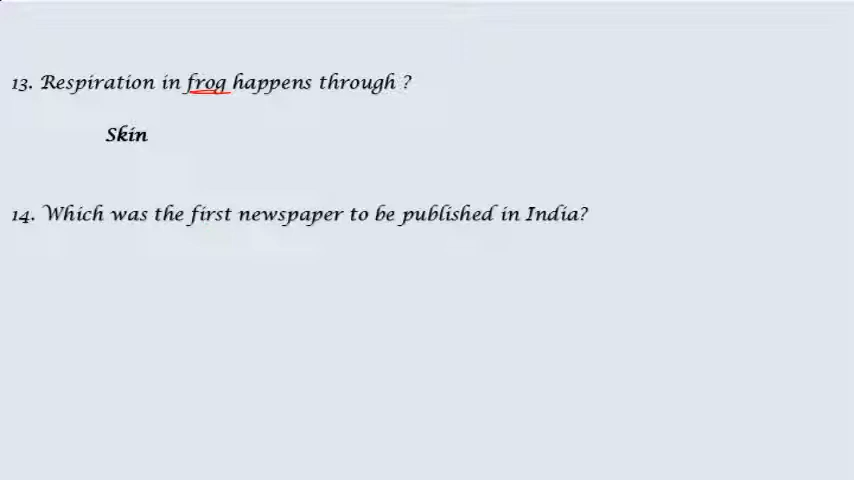 13. Respiration in frog happens through ?
Skin
14. Which was the first newspaper to be published in India?